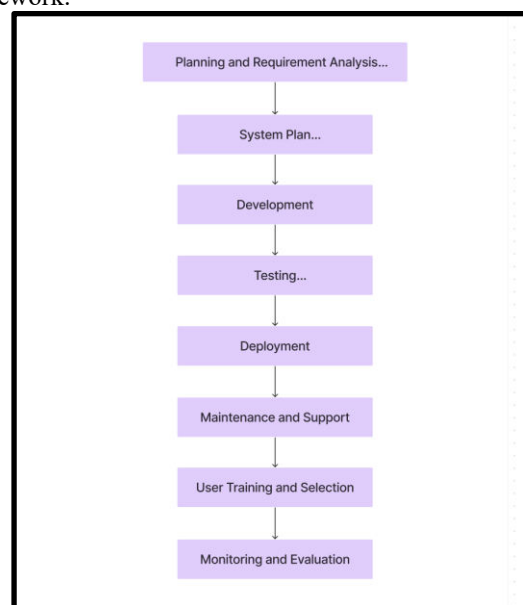 Planning and Requirement Analysis...
System Plan...
Development
Testing...
Deployment
Maintenance and Support
User Training and Selection
Monitoring and Evaluation